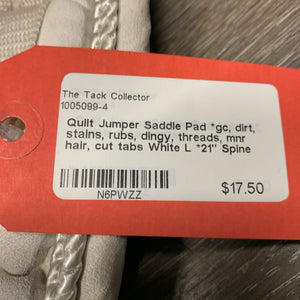 The Tack Collector
1005099-4
Quilt Jumper Saddle Pad *gc, dirt,
stains, rubs, dingy, threads, mnr
hair, cut tabs White L *21" Spine
N6PWZZ
$17.50